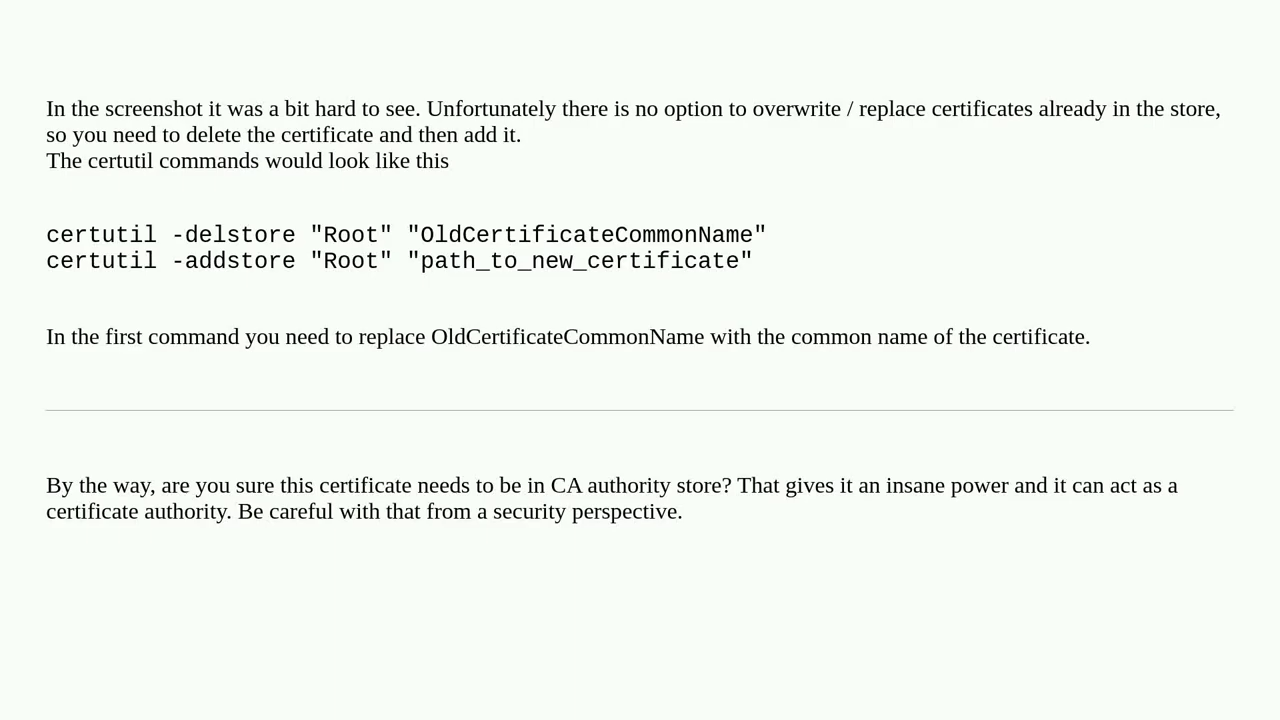 In the screenshot it was a bit hard to see. Unfortunately there is no option to overwrite / replace certificates already in the store,
so you need to delete the certificate and then add it.
The certutil commands would look like this
certutil -delstore "Root" "OldCertificateCommonName"
certutil -addstore "Root" "path_to_new_certificate"
In the first command you need to replace OldCertificateCommonName with the common name of the certificate.
By the way, are you sure this certificate needs to be in CA authority store? That gives it an insane power and it can act as a
certificate authority. Be careful with that from a security perspective.